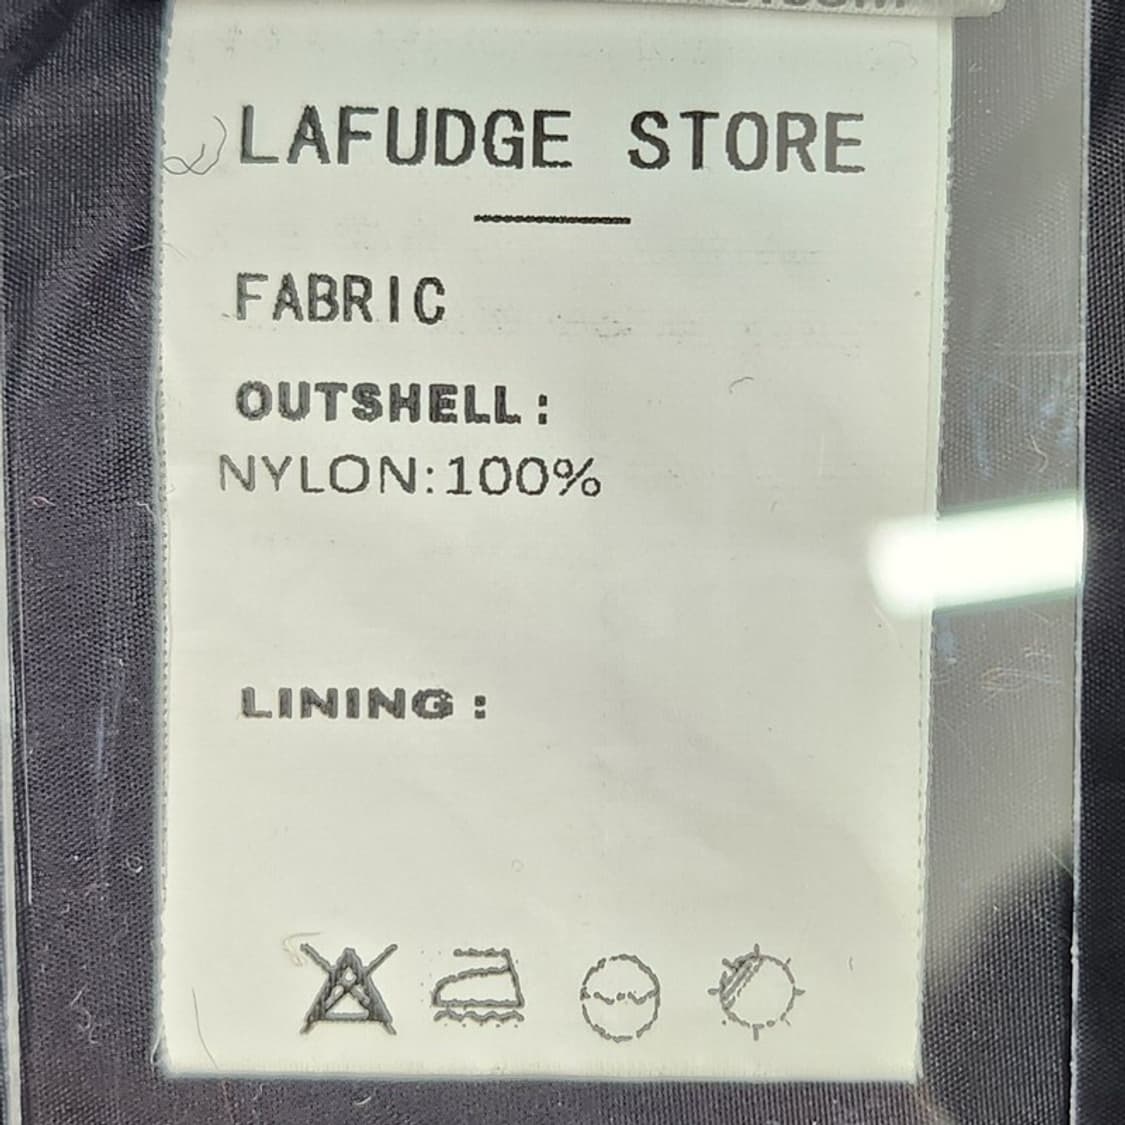 LAFUDGE STORE
FABRIC
OUTSHELL:
NYLON:100%
LINING: